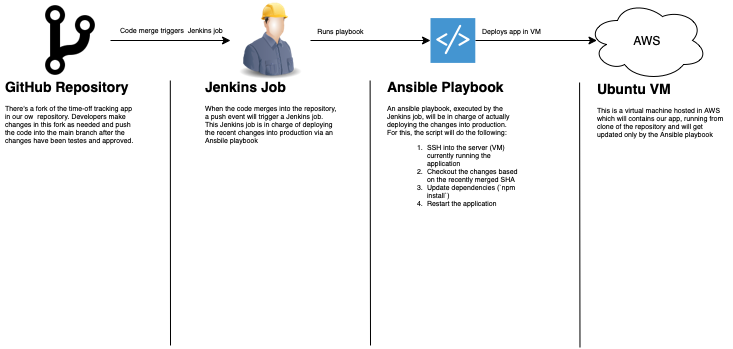 Code merge triggers Jenkins job
Runs playbook
Deploys app in VM
AWS
GitHub Repository
There's a fork of the time-off tracking app
in our ow repository. Developers make
changes in this fork as needed and push
the code into the main branch after the
changes have been testes and approved.
Jenkins Job
When the code merges into the repository,
a push event will trigger a Jenkins job.
This Jenkins job is in charge of deploying
the recent changes into production via an
Ansbile playbook
Ansible Playbook
An ansible playbook, executed by the
Jenkins job, will be in charge of actually
deploying the changes into production.
For this, the script will do the following:
1. SSH into the server (VM)
currently running the
application
2. Checkout the changes based
on the recently merged SHA
3. Update dependencies (`npm
install`)
4. Restart the application
Ubuntu VM
This is a virtual machine hosted in AWS
which will contains our app, running from
clone of the repository and will get
updated only by the Ansible playbook